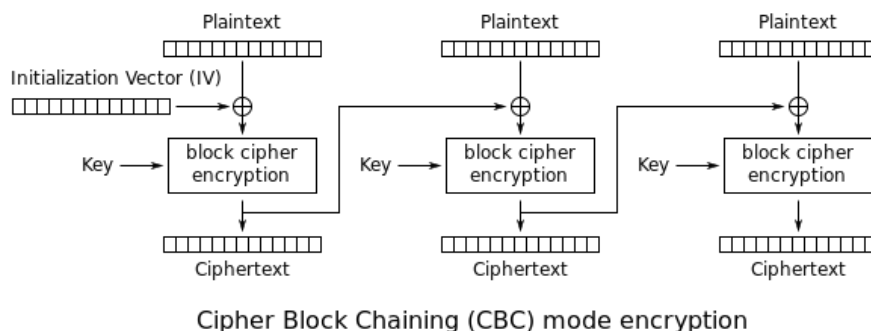 Plaintext Plaintext Plaintext
Initialization Vector (IV)
Key block cipher encryption Key block cipher encryption Key block cipher encryption
Ciphertext Ciphertext Ciphertext
Cipher Block Chaining (CBC) mode encryption